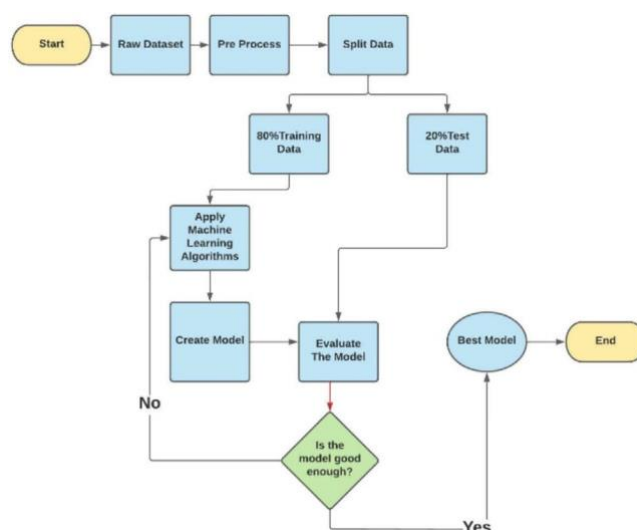 Start
Raw Dataset
Pre Process
Split Data
80%Training
Data
20%Test
Data
Apply
Machine
Learning
Algorithms
Create Model
Evaluate
The Model
Best Model
End
No
Is the
model good
enough?
Yes